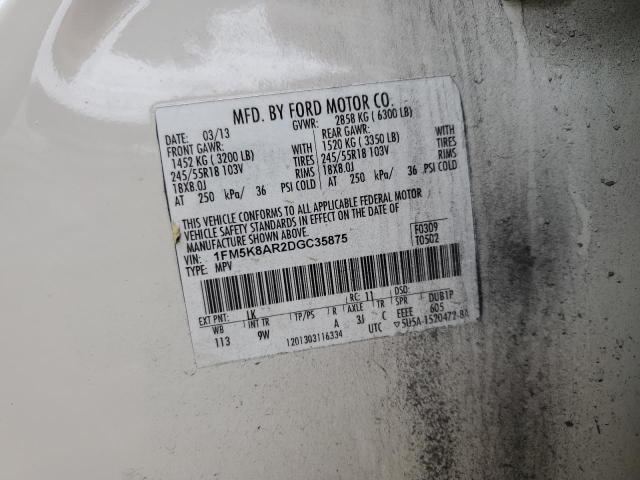 MFD. BY FORD MOTOR CO.
DATE: 03/13 GVWR: 2858 KG ( 6300 LB)
FRONT GAWR: REAR GAWR:
1452 KG ( 3200 LB) WITH 1520 KG ( 3350 LB) WITH
245/55R18 103V TIRES 245/55R18 103V TIRES
18X8.0J RIMS 18X8.0J RIMS
AT 250 kPa/ 36 PSI COLD AT 250 kPa/ 36 PSI COLD
THIS VEHICLE CONFORMS TO ALL APPLICABLE FEDERAL MOTOR
VEHICLE SAFETY STANDARDS IN EFFECT ON THE DATE OF
MANUFACTURE SHOWN ABOVE.
VIN: 1FM5K8AR2DGC35875 F0309
TYPE: MPV T0502
EXT PNT: LK RC: 11 DSO:
WB INT TR TP/PS R AXLE TR SPR DUB1P
113 9W A 3J C EEEE 605
1201303116334 UTC ▽5U5A-1520472-BA